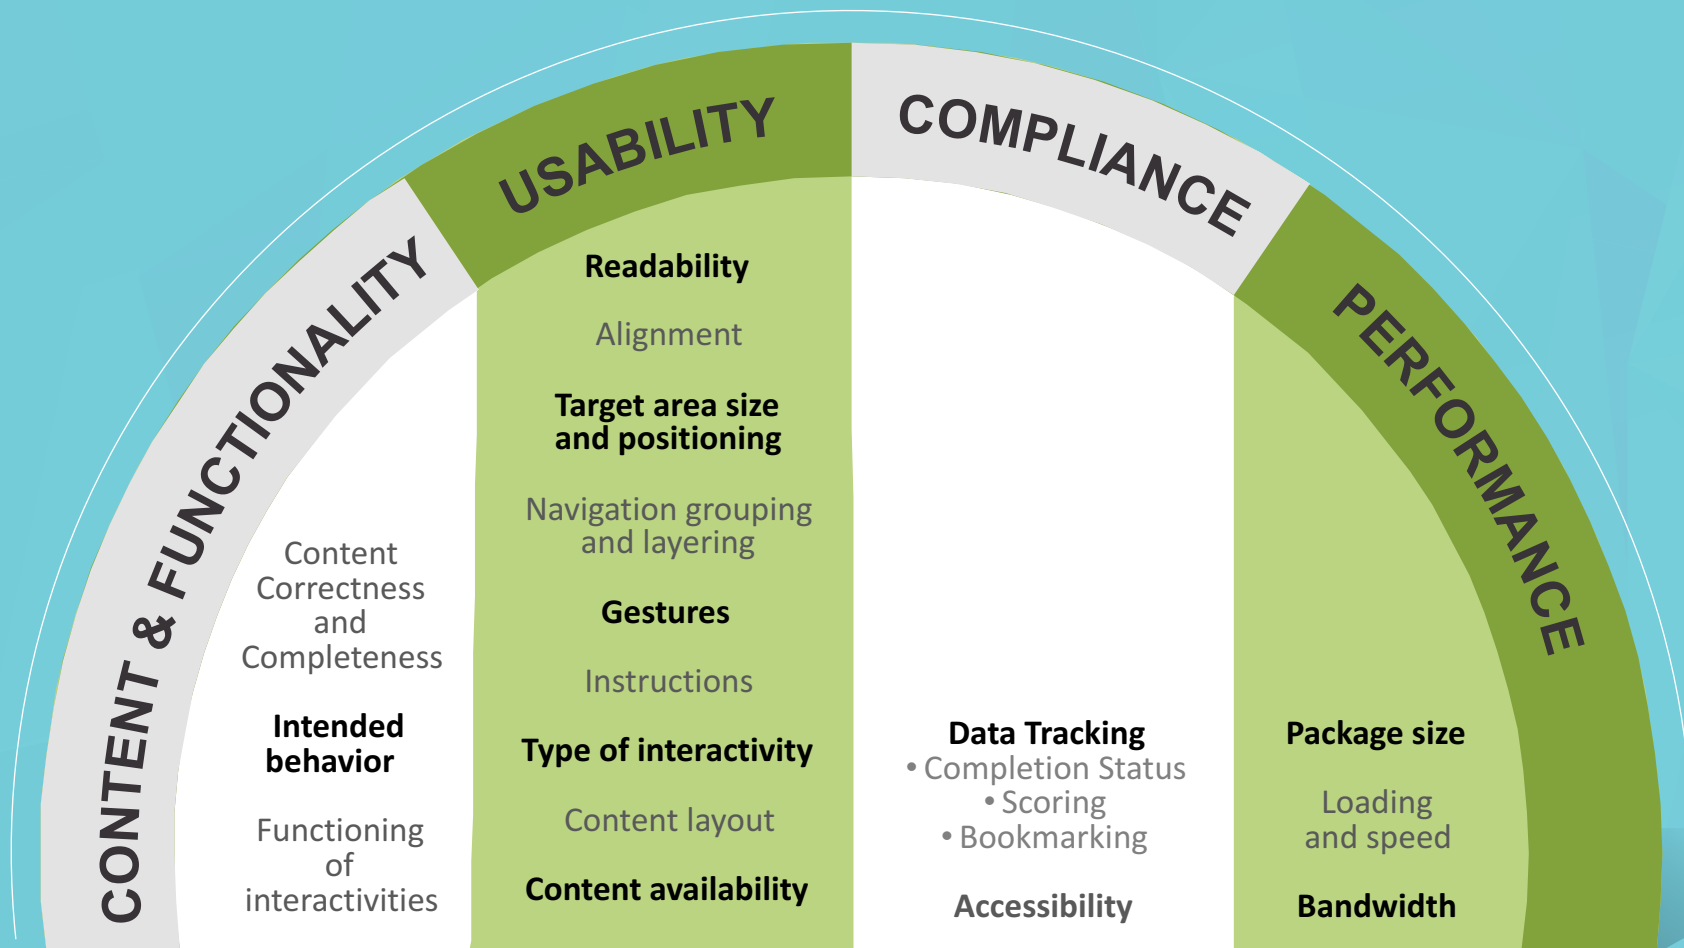 CONTENT & FUNCTIONALITY
Content
Correctness
and
Completeness
Intended
behavior
Functioning
of
interactivities
USABILITY
Readability
Alignment
Target area size
and positioning
Navigation grouping
and layering
Gestures
Instructions
Type of interactivity
Content layout
Content availability
COMPLIANCE
Data Tracking
• Completion Status
• Scoring
• Bookmarking
Accessibility
PERFORMANCE
Package size
Loading
and speed
Bandwidth